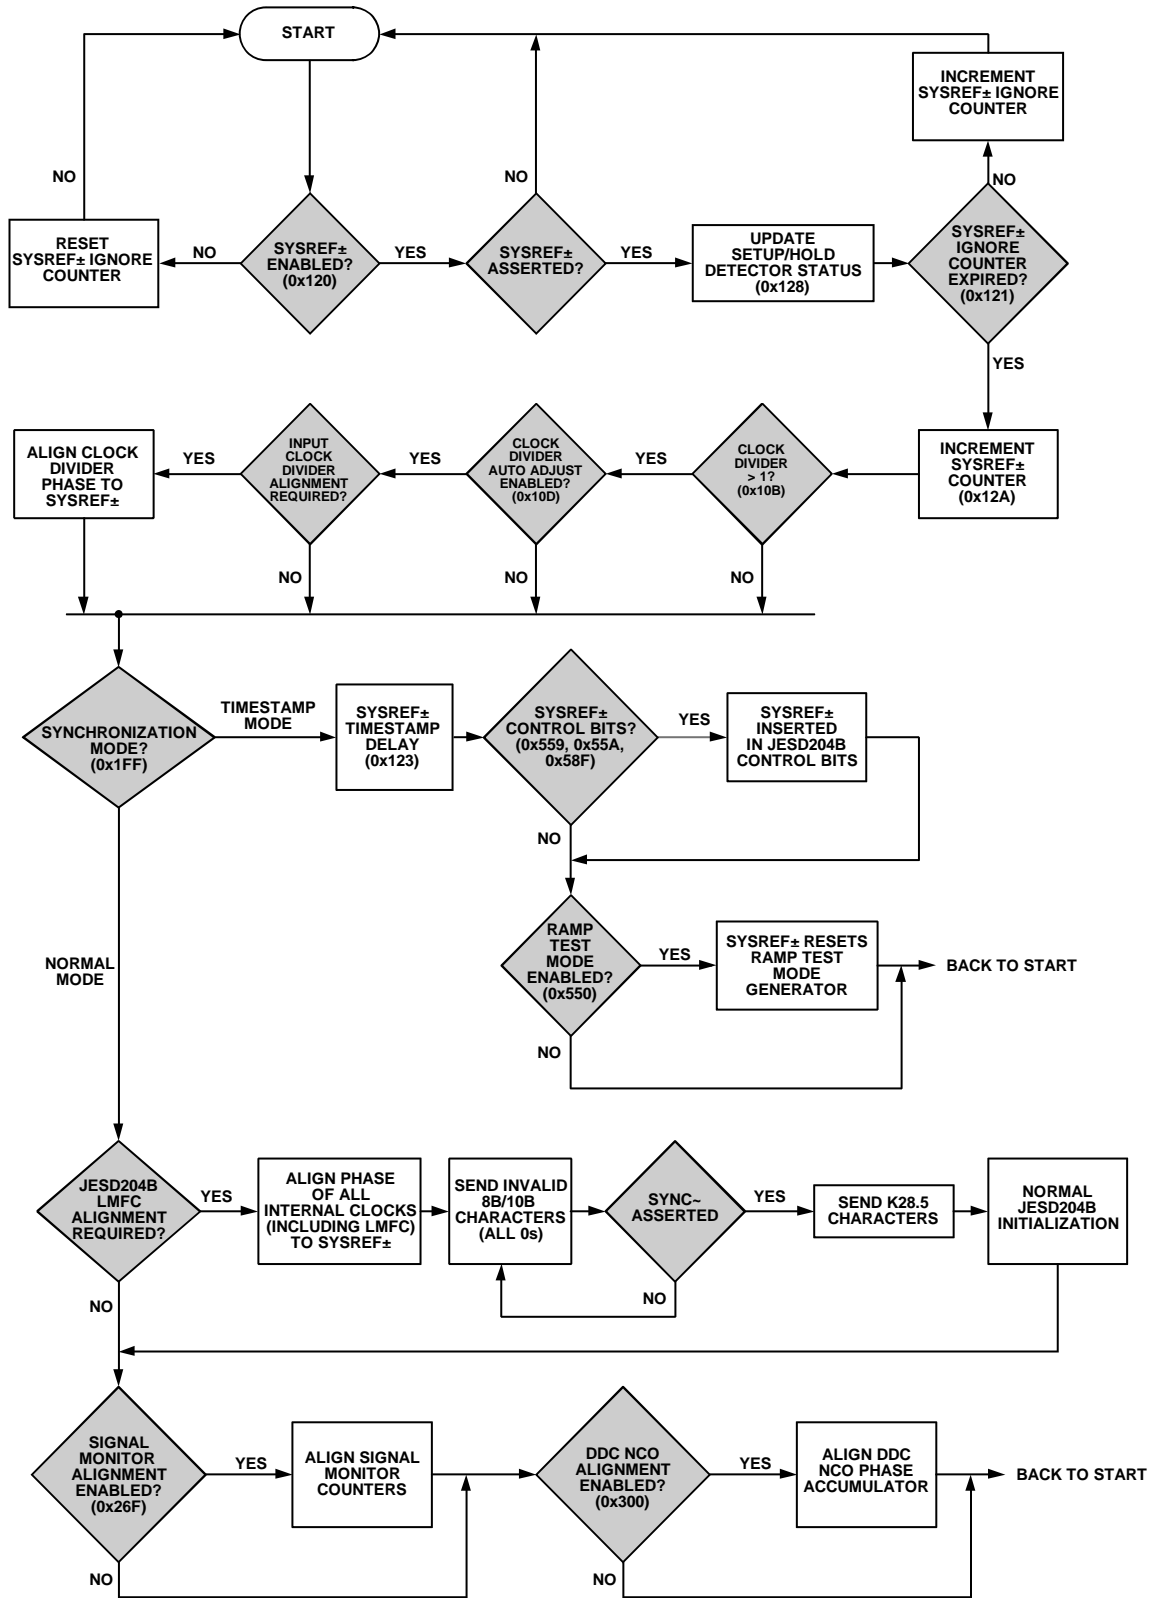 START
INCREMENT
SYSREF± IGNORE
COUNTER
NO
NO
NO
RESET
SYSREF± IGNORE
COUNTER
NO
SYSREF±
ENABLED?
(0x120)
YES
SYSREF±
ASSERTED?
YES
UPDATE
SETUP/HOLD
DETECTOR STATUS
(0x128)
SYSREF±
IGNORE
COUNTER
EXPIRED?
(0x121)
YES
ALIGN CLOCK
DIVIDER
PHASE TO
SYSREF±
YES
INPUT
CLOCK
DIVIDER
ALIGNMENT
REQUIRED?
YES
CLOCK
DIVIDER
AUTO ADJUST
ENABLED?
(0x10D)
YES
CLOCK
DIVIDER
> 1?
(0x10B)
INCREMENT
SYSREF±
COUNTER
(0x12A)
NO
NO
NO
SYNCHRONIZATION
MODE?
(0x1FF)
TIMESTAMP
MODE
SYSREF±
TIMESTAMP
DELAY
(0x123)
SYSREF±
CONTROL BITS?
(0x559, 0x55A,
0x58F)
YES
SYSREF±
INSERTED
IN JESD204B
CONTROL BITS
NO
NORMAL
MODE
RAMP
TEST
MODE
ENABLED?
(0x550)
YES
SYSREF± RESETS
RAMP TEST
MODE
GENERATOR
BACK TO START
NO
JESD204B
LMFC
ALIGNMENT
REQUIRED?
YES
ALIGN PHASE
OF ALL
INTERNAL CLOCKS
(INCLUDING LMFC)
TO SYSREF±
SEND INVALID
8B/10B
CHARACTERS
(ALL 0s)
SYNC~
ASSERTED
YES
SEND K28.5
CHARACTERS
NORMAL
JESD204B
INITIALIZATION
NO
NO
SIGNAL
MONITOR
ALIGNMENT
ENABLED?
(0x26F)
YES
ALIGN SIGNAL
MONITOR
COUNTERS
DDC NCO
ALIGNMENT
ENABLED?
(0x300)
YES
ALIGN DDC
NCO PHASE
ACCUMULATOR
BACK TO START
NO
NO